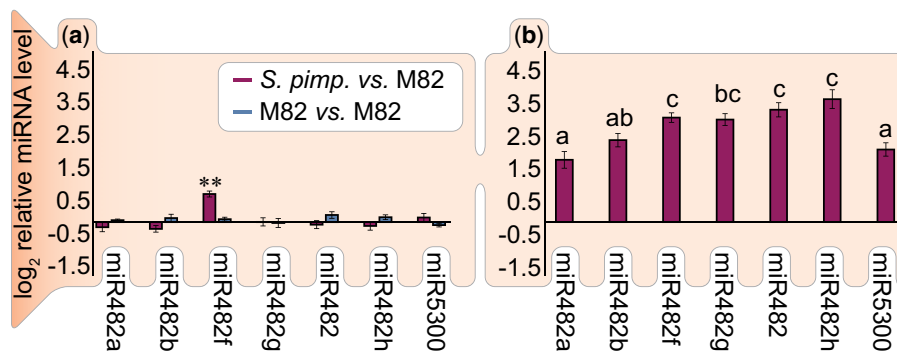 log2 relative miRNA level
(a)
4.5
3.5
2.5
1.5
0.5
-0.5
-1.5
S. pimp. vs. M82
M82 vs. M82
**
miR482a
miR482b
miR482f
miR482g
miR482
miR482h
miR5300
(b)
4.5
3.5
2.5
1.5
0.5
-0.5
-1.5
a
ab
c
bc
c
c
a
miR482a
miR482b
miR482f
miR482g
miR482
miR482h
miR5300